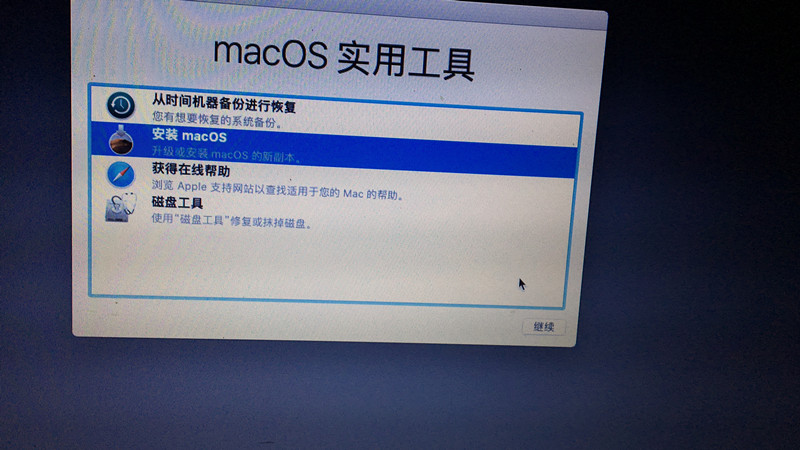 macOS 实用工具
从时间机器备份进行恢复
您有想要恢复的系统备份。
安装 macOS
升级或安装 macOS 的新副本。
获得在线帮助
浏览 Apple 支持网站以查找适用于您的 Mac 的帮助。
磁盘工具
使用“磁盘工具”修复或抹掉磁盘。
继续